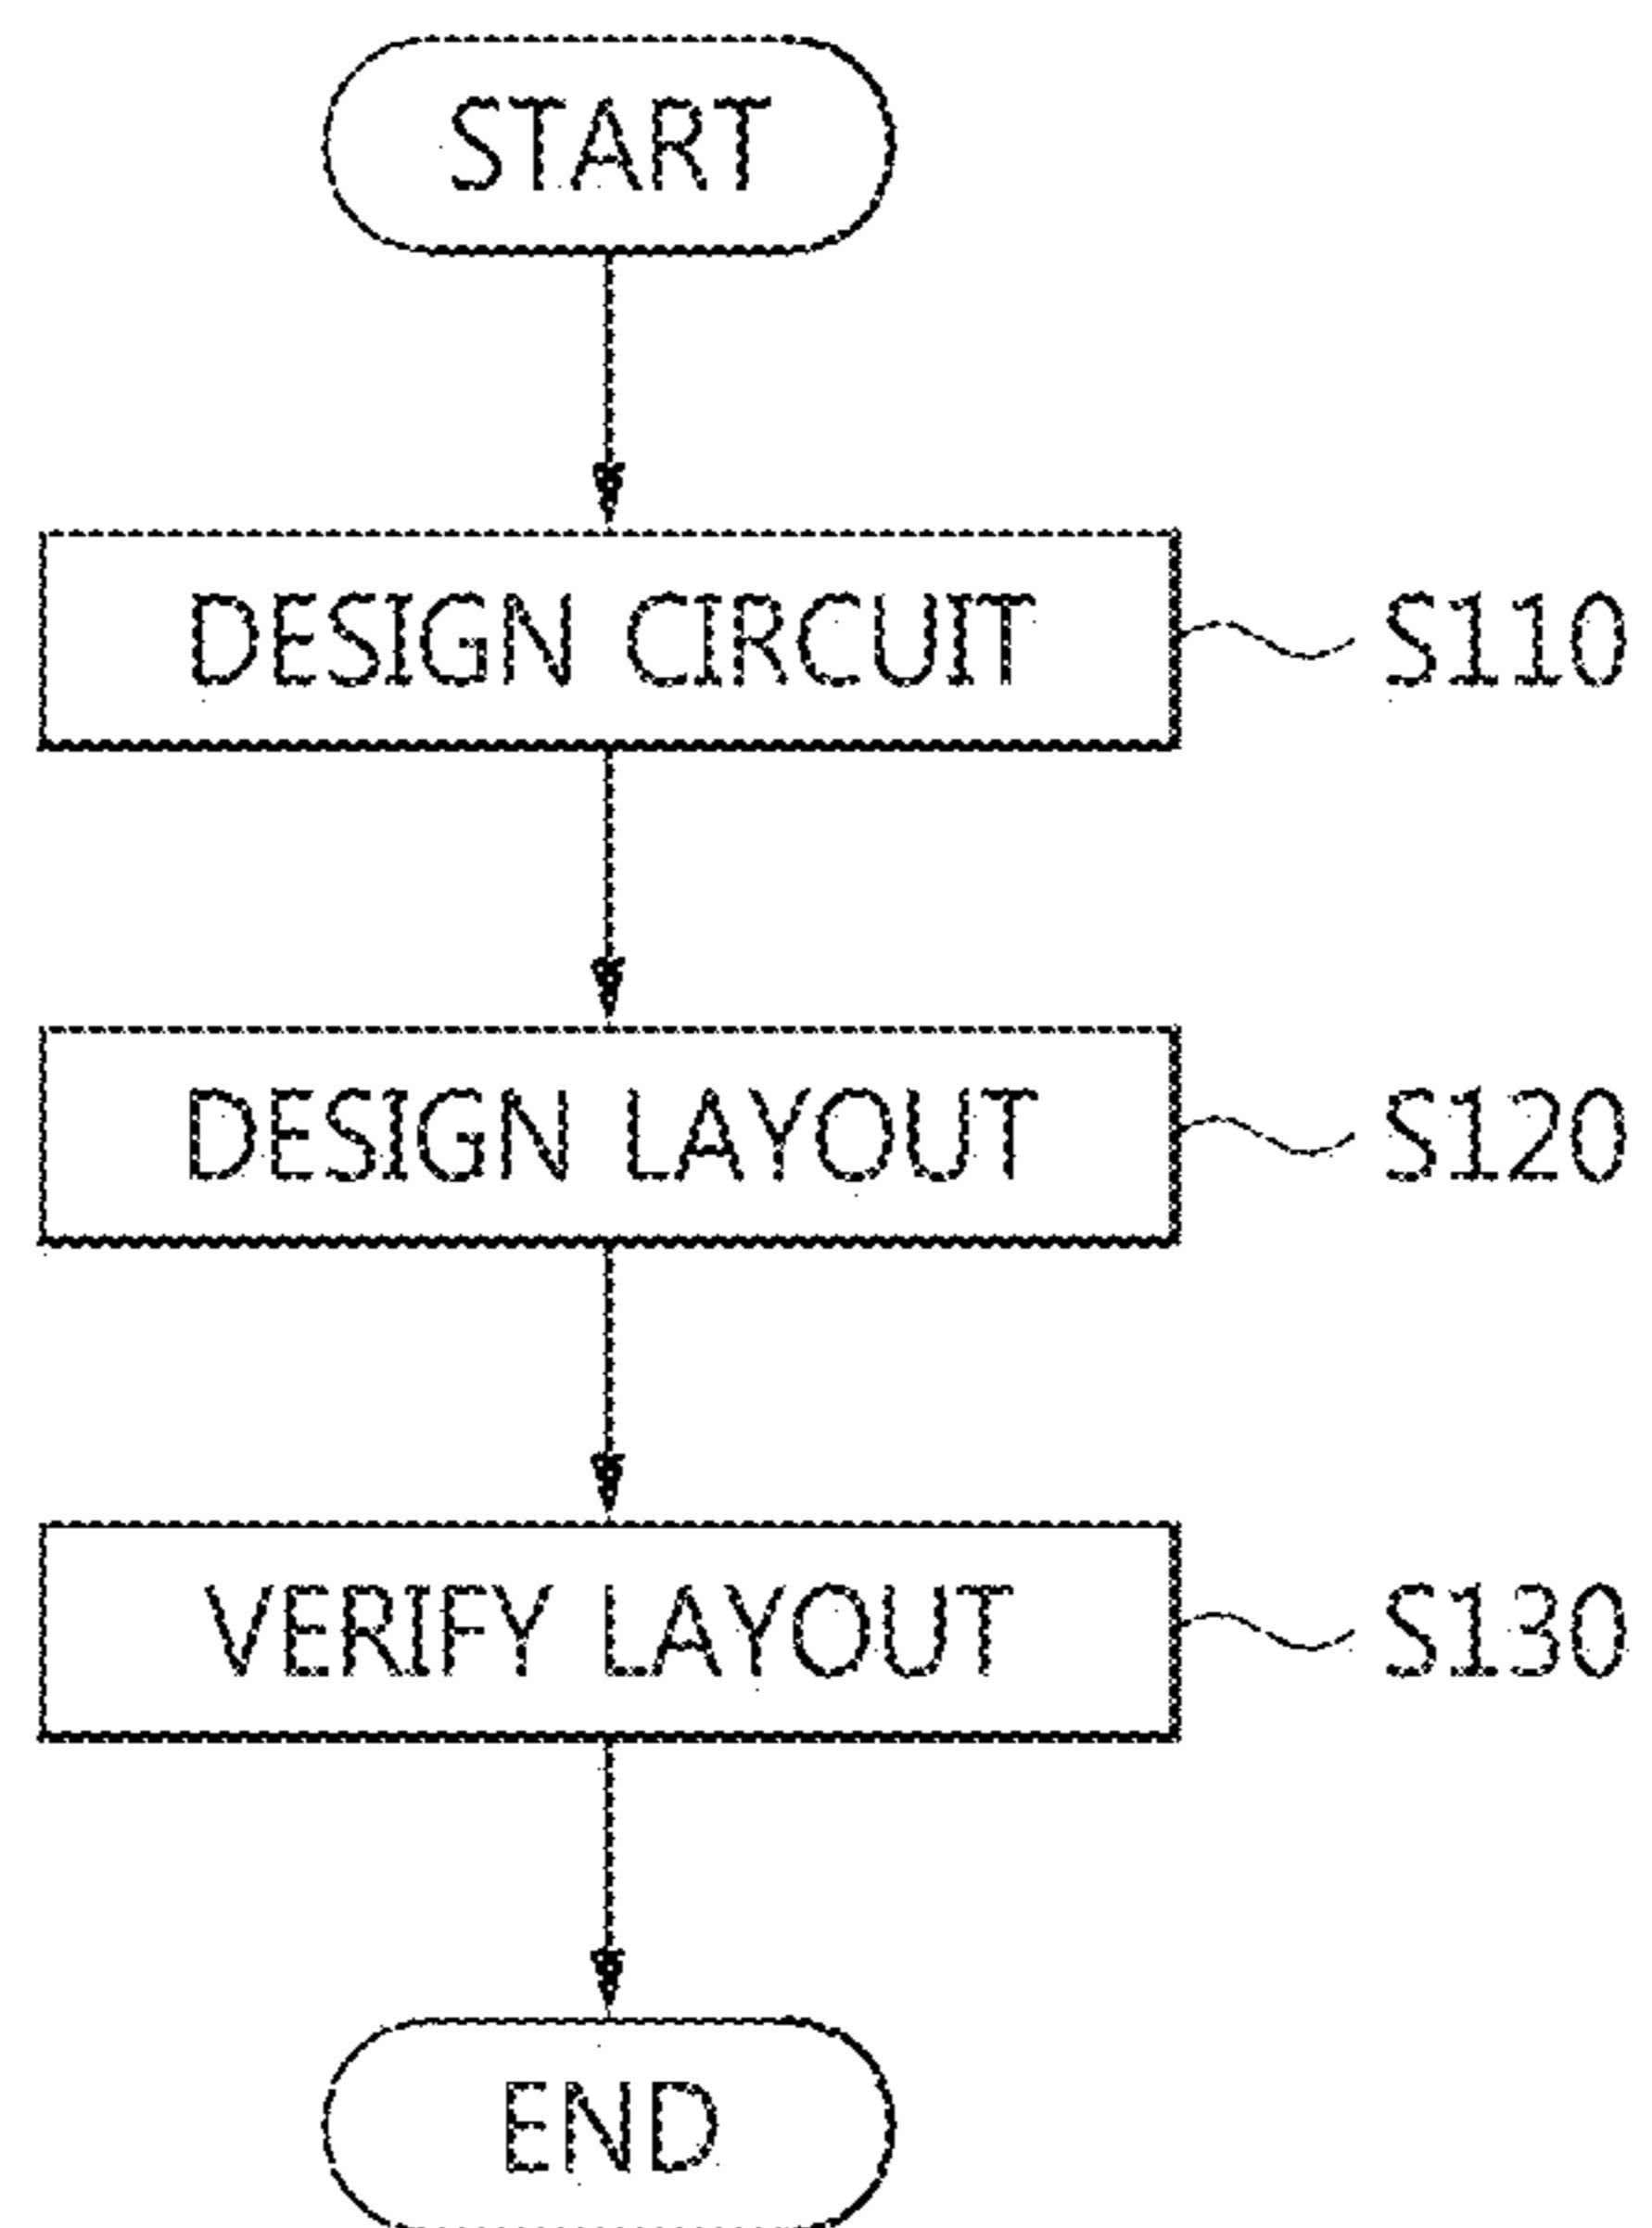 START
DESIGN CIRCUIT S110
DESIGN LAYOUT S120
VERIFY LAYOUT S130
END